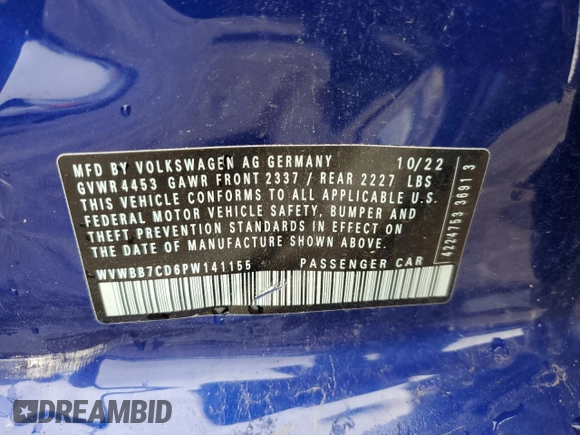 MFD BY VOLKSWAGEN AG GERMANY 10/22
GVWR 4453 GAWR FRONT 2337 / REAR 2227 LBS
THIS VEHICLE CONFORMS TO ALL APPLICABLE U.S.
FEDERAL MOTOR VEHICLE SAFETY, BUMPER AND
THEFT PREVENTION STANDARDS IN EFFECT ON
THE DATE OF MANUFACTURE SHOWN ABOVE.
WVWBB7CD6PW141155 PASSENGER CAR
4224753 3691 3
DREAMBID